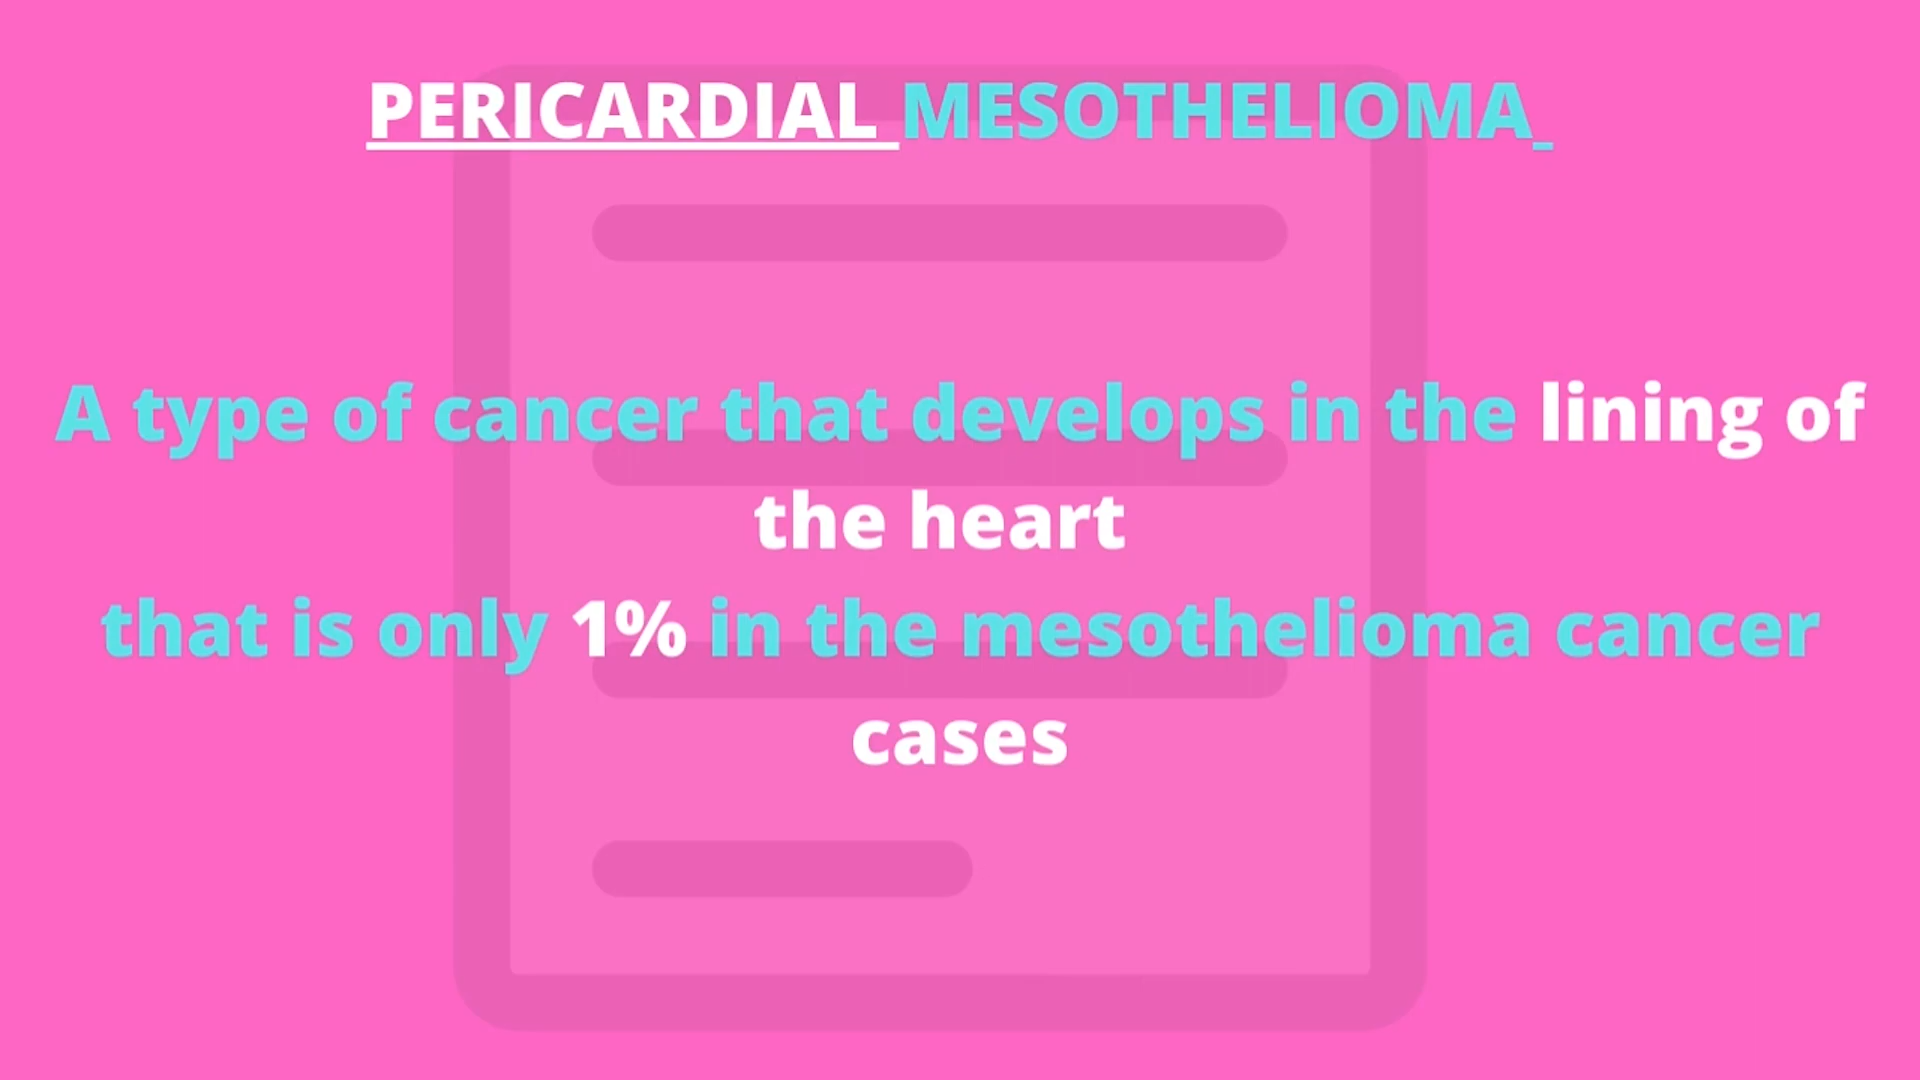 PERICARDIAL MESOTHELIOMA
A type of cancer that develops in the lining of
the heart
that is only 1% in the mesothelioma cancer
cases